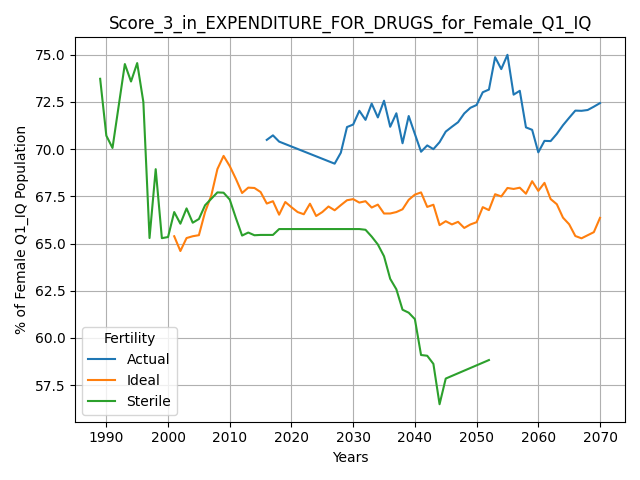 Score_3_in_EXPENDITURE_FOR_DRUGS_for_Female_Q1_IQ
% of Female Q1_IQ Population
75.0
72.5
70.0
67.5
65.0
62.5
60.0
57.5
Fertility
Actual
Ideal
Sterile
1990 2000 2010 2020 2030 2040 2050 2060 2070
Years